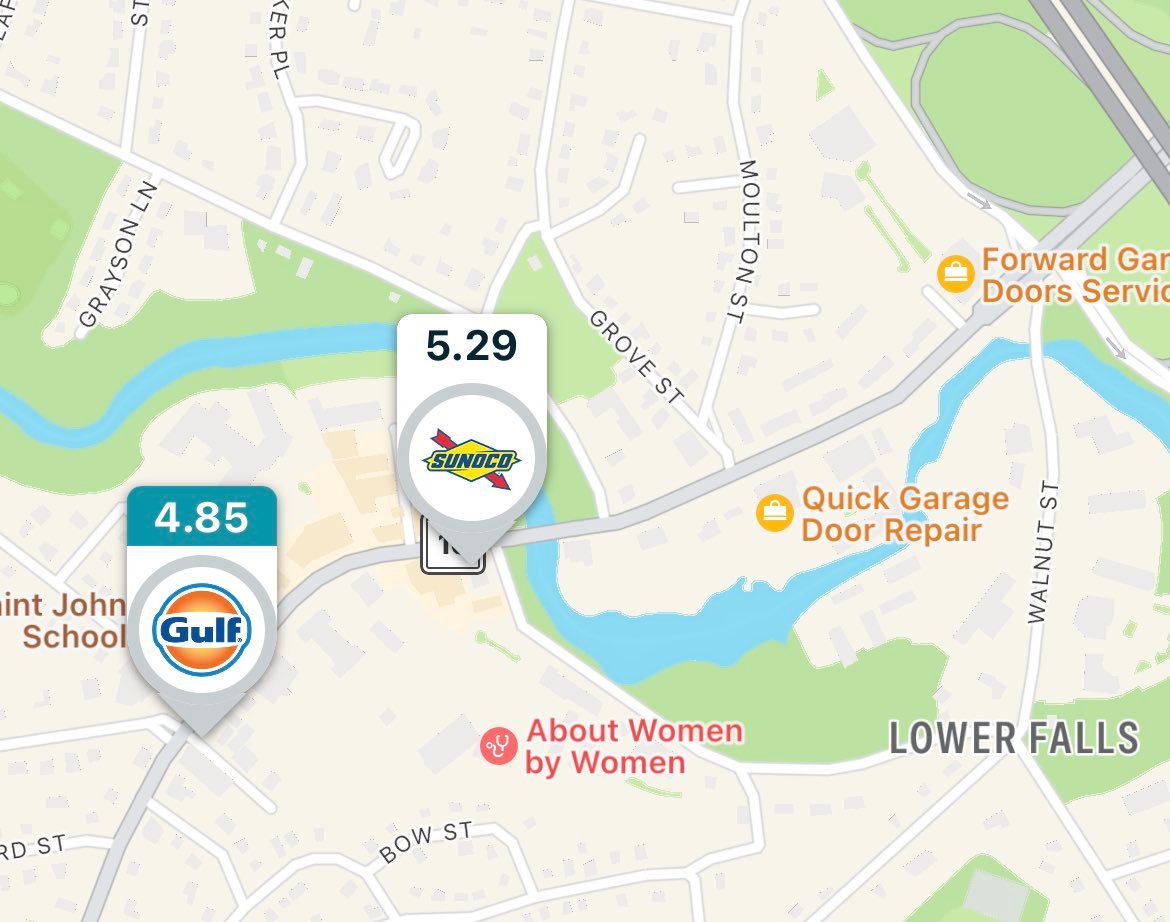 ST
KER PL
GRAYSON LN
MOULTON ST
Forward Gar
Doors Servic
GROVE ST
5.29
SUNOCO
4.85
Gulf
Quick Garage
Door Repair
WALNUT ST
int John
School
About Women
by Women
LOWER FALLS
BOW ST
RD ST